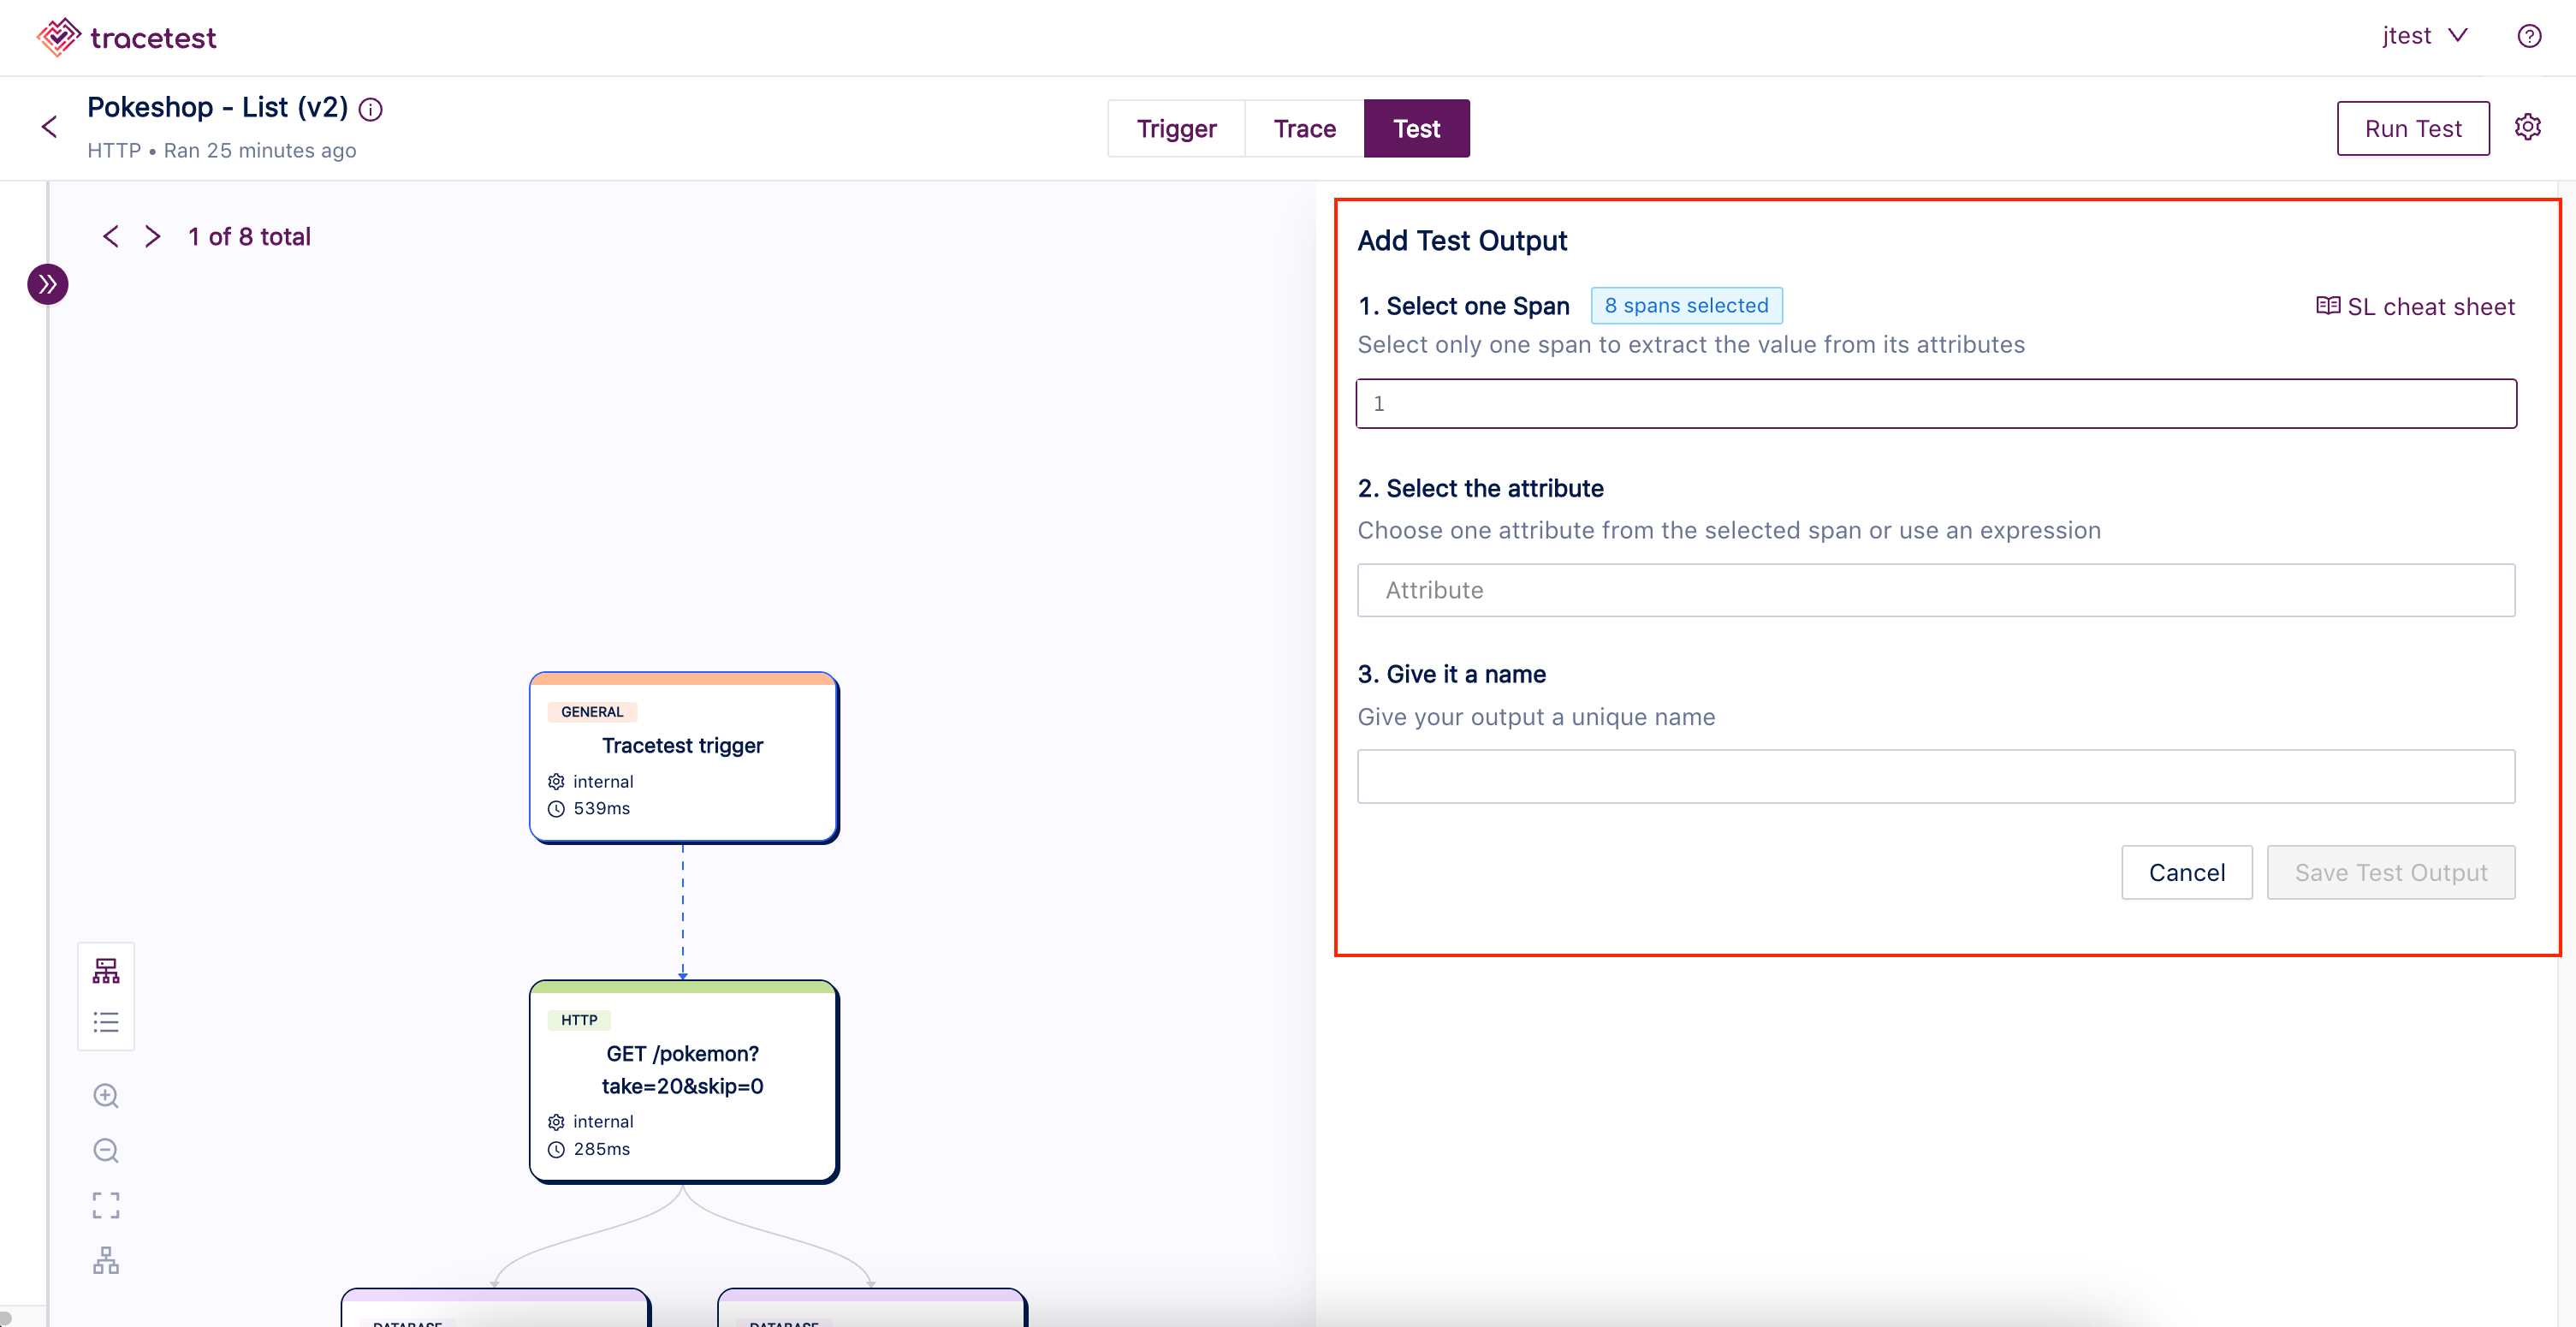 tracetest
jtest
Pokeshop - List (v2)
HTTP • Ran 25 minutes ago
Trigger
Trace
Test
Run Test
1 of 8 total
GENERAL
Tracetest trigger
internal
539ms
HTTP
GET /pokemon?
take=20&skip=0
internal
285ms
DATABASE
DATABASE
Add Test Output
1. Select one Span
8 spans selected
SL cheat sheet
Select only one span to extract the value from its attributes
1
2. Select the attribute
Choose one attribute from the selected span or use an expression
Attribute
3. Give it a name
Give your output a unique name
Cancel
Save Test Output